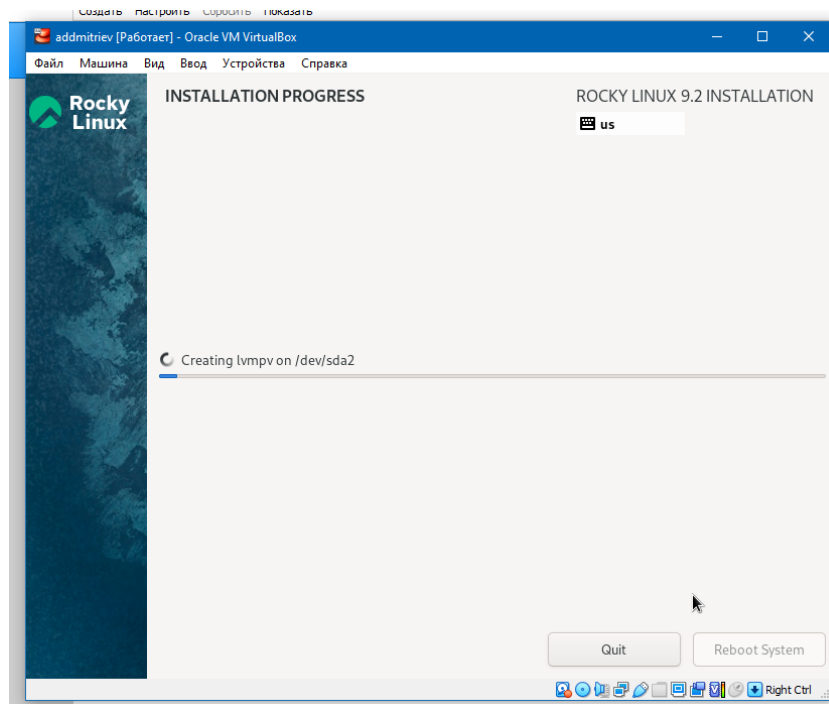 Создать Настроить Сбросить Показать
addmitriev [Работает] - Oracle VM VirtualBox
Файл Машина Вид Ввод Устройства Справка
Rocky Linux
INSTALLATION PROGRESS
ROCKY LINUX 9.2 INSTALLATION
us
Creating lvmpv on /dev/sda2
Quit
Reboot System
Right Ctrl